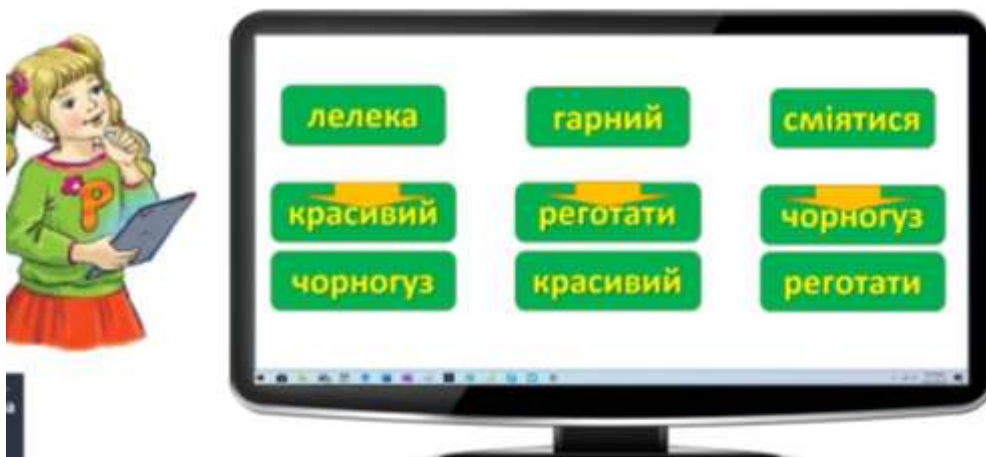 лелека гарний сміятися
красивий реготати чорногуз
чорногуз красивий реготати
Р